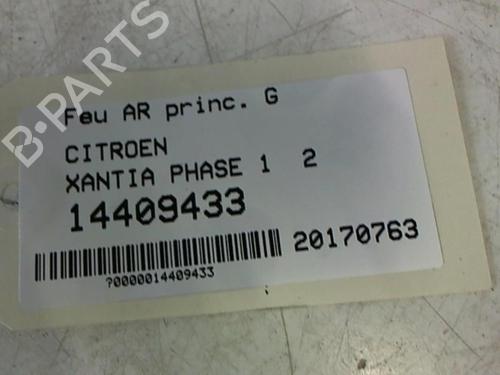 B-PARTS
Feu AR princ. G
CITROEN
XANTIA PHASE 1 2
14409433
20170763
?0000014409433